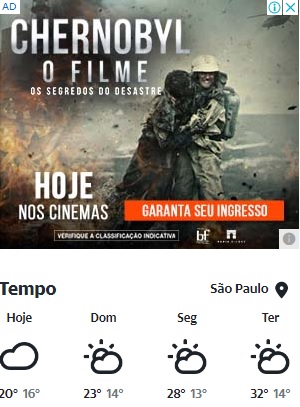 AD
CHERNOBYL
O FILME
OS SEGREDOS DO DESASTRE
HOJE
NOS CINEMAS
GARANTA SEU INGRESSO
VERIFIQUE A CLASSIFICAÇÃO INDICATIVA
bf
Tempo
São Paulo
Hoje Dom Seg Ter
20° 16° 23° 14° 28° 13° 32° 14°